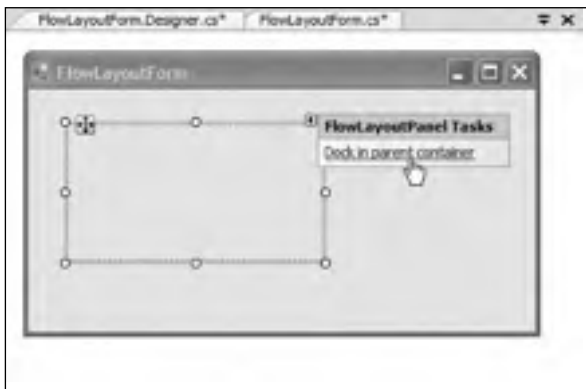 FlowLayoutForm.Designer.cs* FlowLayoutForm.cs*
FlowLayoutForm
FlowLayoutPanel Tasks
Dock in parent container